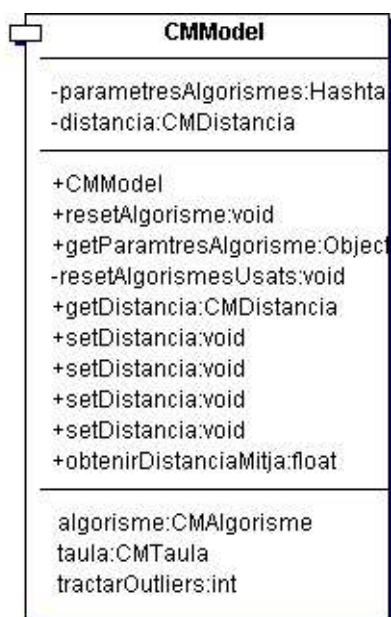 CMModel
-parametresAlgorismes:Hashta
-distancia:CMDistancia
+CMModel
+resetAlgorisme:void
+getParamtresAlgorisme:Object
-resetAlgorismesUsats:void
+getDistancia:CMDistancia
+setDistancia:void
+setDistancia:void
+setDistancia:void
+setDistancia:void
+obtenirDistanciaMitja:float
algorisme:CMAlgorisme
taula:CMTaula
tractarOutliers:int